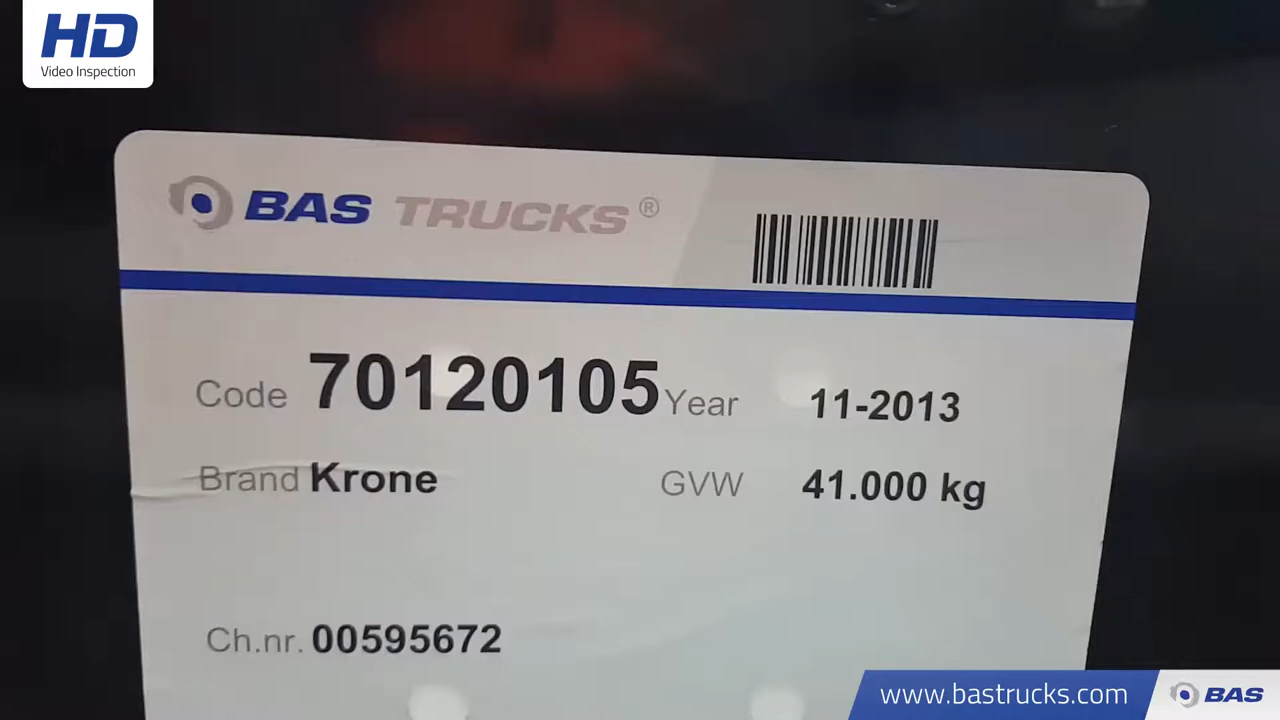 HD
Video Inspection
BAS TRUCKS®
Code 70120105 Year 11-2013
Brand Krone GVW 41.000 kg
Ch.nr. 00595672
www.bastrucks.com BAS